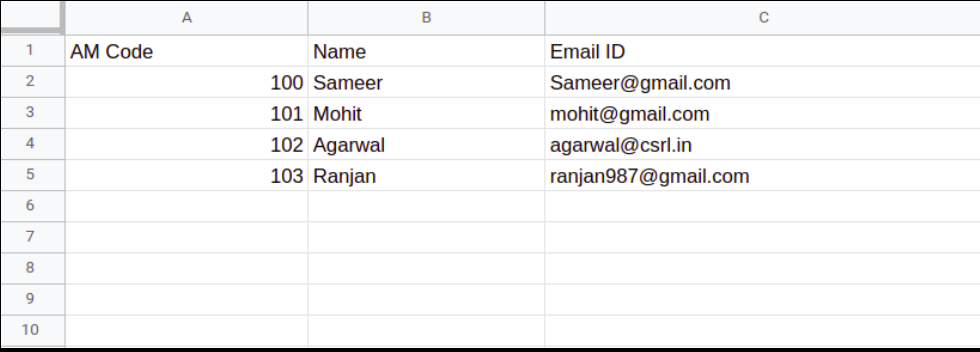 A B C
1 AM Code Name Email ID
2 100 Sameer Sameer@gmail.com
3 101 Mohit mohit@gmail.com
4 102 Agarwal agarwal@csrl.in
5 103 Ranjan ranjan987@gmail.com
6
7
8
9
10